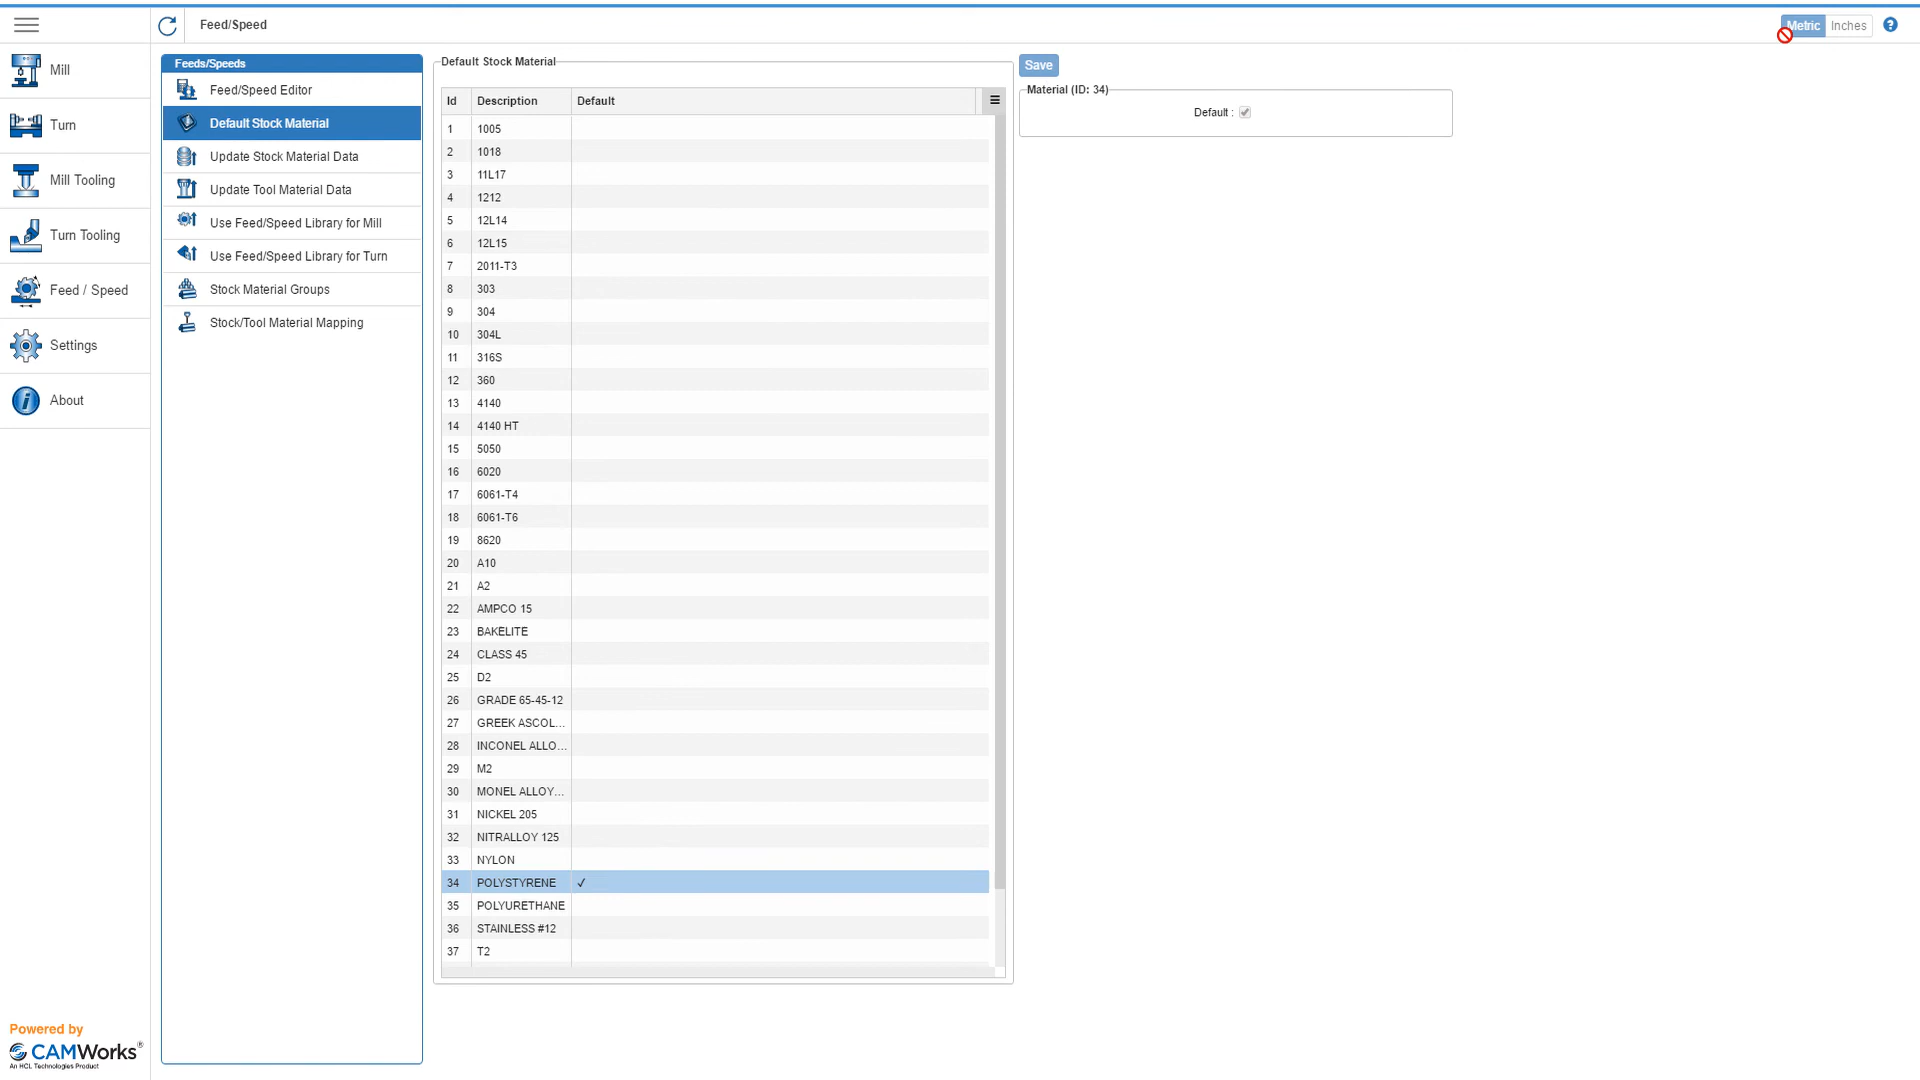 Feed/Speed
Metric
Inches
Mill
Turn
Mill Tooling
Turn Tooling
Feed / Speed
Settings
About
Feeds/Speeds
Feed/Speed Editor
Default Stock Material
Update Stock Material Data
Update Tool Material Data
Use Feed/Speed Library for Mill
Use Feed/Speed Library for Turn
Stock Material Groups
Stock/Tool Material Mapping
Default Stock Material
Id Description Default
1 1005
2 1018
3 11L17
4 1212
5 12L14
6 12L15
7 2011-T3
8 303
9 304
10 304L
11 316S
12 360
13 4140
14 4140 HT
15 5050
16 6020
17 6061-T4
18 6061-T6
19 8620
20 A10
21 A2
22 AMPCO 15
23 BAKELITE
24 CLASS 45
25 D2
26 GRADE 65-45-12
27 GREEK ASCOL...
28 INCONEL ALLO...
29 M2
30 MONEL ALLOY...
31 NICKEL 205
32 NITRALLOY 125
33 NYLON
34 POLYSTYRENE ✓
35 POLYURETHANE
36 STAINLESS #12
37 T2
Save
Material (ID: 34)
Default :
Powered by
CAMWorks®
An HCL Technologies Product